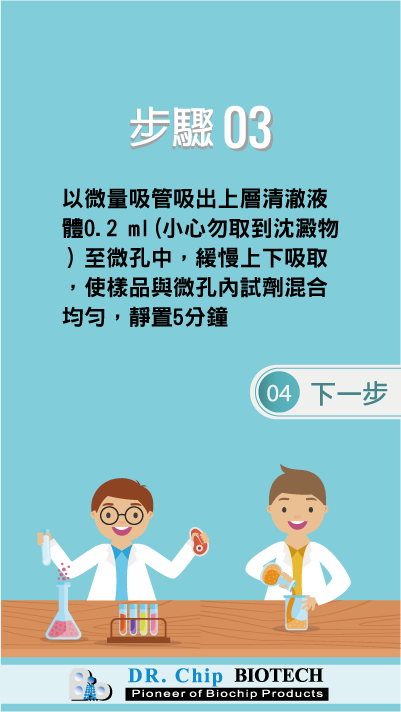 步驟 03
以微量吸管吸出上層清澈液
體0.2 ml(小心勿取到沈澱物
) 至微孔中，緩慢上下吸取
，使樣品與微孔內試劑混合
均勻，靜置5分鐘
04 下一步
DR. Chip BIOTECH
Pioneer of Biochip Products